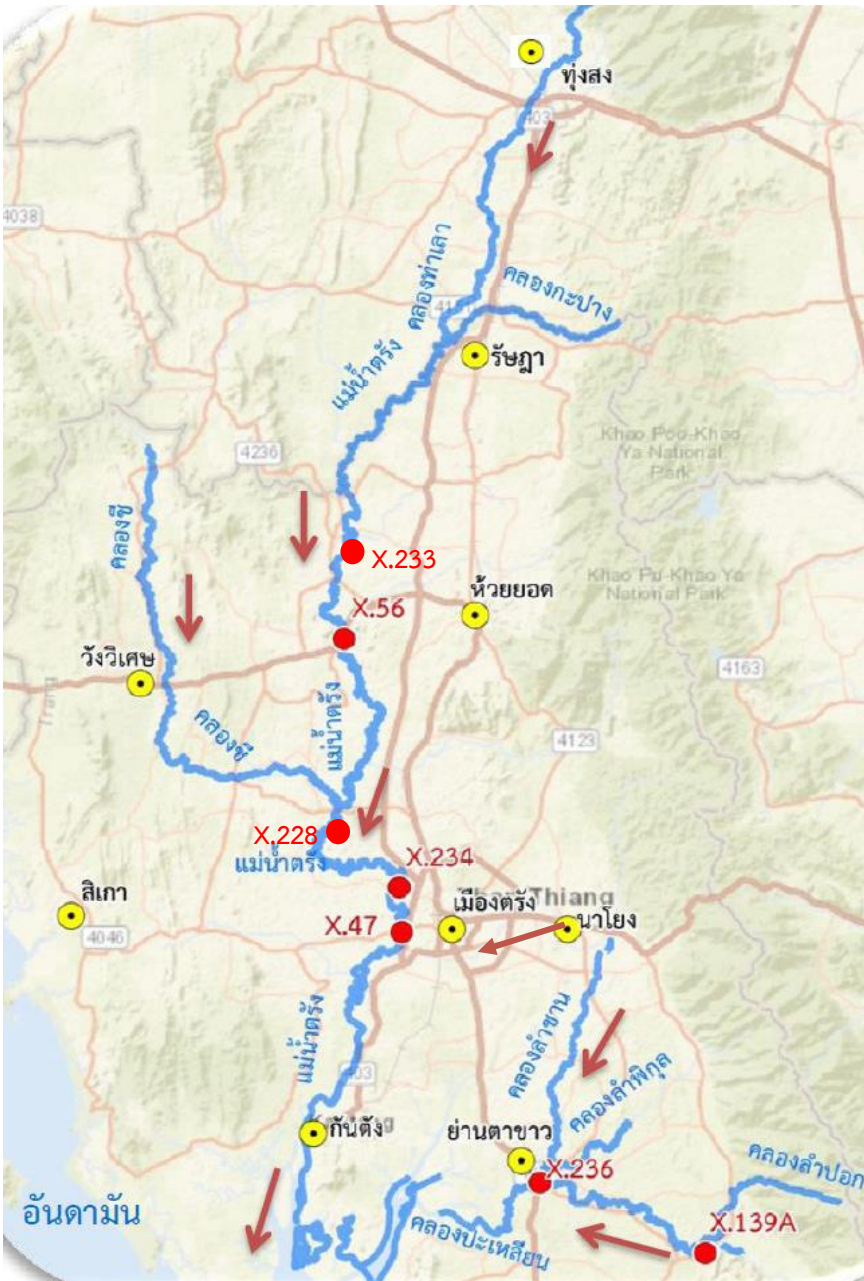 ทุ่งสง
403
4038
คลองท่าเลา
คลองกะปาง
4151
แม่น้ำตรัง
รัษฎา
Khao Poo-Khao
Ya National
Park
4236
คลองชี
X.233
ห้วยยอด
Khao Pu-Khao Ya
National Park
X.56
วังวิเศษ
4163
Trang
คลองชี
แม่น้ำตรัง
4123
X.228
แม่น้ำตรัง
X.234
สิเกา
เมืองตรัง
Thiang
นาโยง
X.47
4046
คลองลำชาน
แม่น้ำตรัง
403
คลองลำพิกุล
กันตัง
ย่านตาขาว
X.236
คลองลำปอก
อันดามัน
คลองปะเหลียน
X.139A